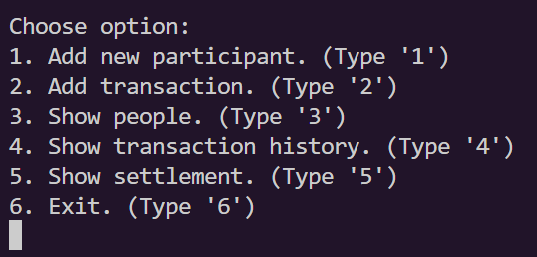 Choose option:
1. Add new participant. (Type '1')
2. Add transaction. (Type '2')
3. Show people. (Type '3')
4. Show transaction history. (Type '4')
5. Show settlement. (Type '5')
6. Exit. (Type '6')